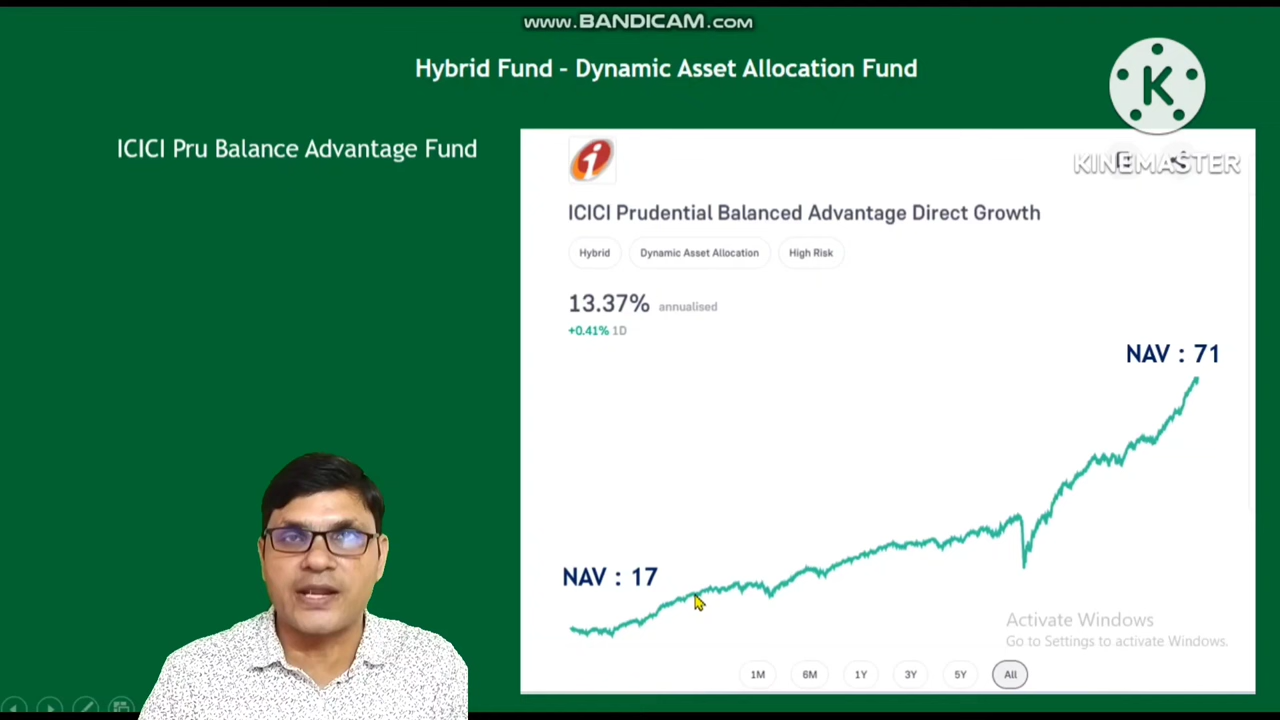 www.BANDICAM.com
Hybrid Fund - Dynamic Asset Allocation Fund
K
KINEMASTER
ICICI Pru Balance Advantage Fund
i
ICICI Prudential Balanced Advantage Direct Growth
Hybrid
Dynamic Asset Allocation
High Risk
13.37% annualised
+0.41% 1D
NAV : 71
NAV : 17
Activate Windows
Go to Settings to activate Windows.
1M
6M
1Y
3Y
5Y
All